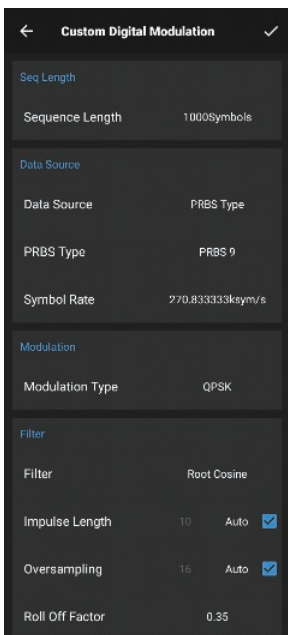 Custom Digital Modulation
Seq Length
Sequence Length 1000Symbols
Data Source
Data Source PRBS Type
PRBS Type PRBS 9
Symbol Rate 270.833333ksym/s
Modulation
Modulation Type QPSK
Filter
Filter Root Cosine
Impulse Length 10 Auto
Oversampling 16 Auto
Roll Off Factor 0.35